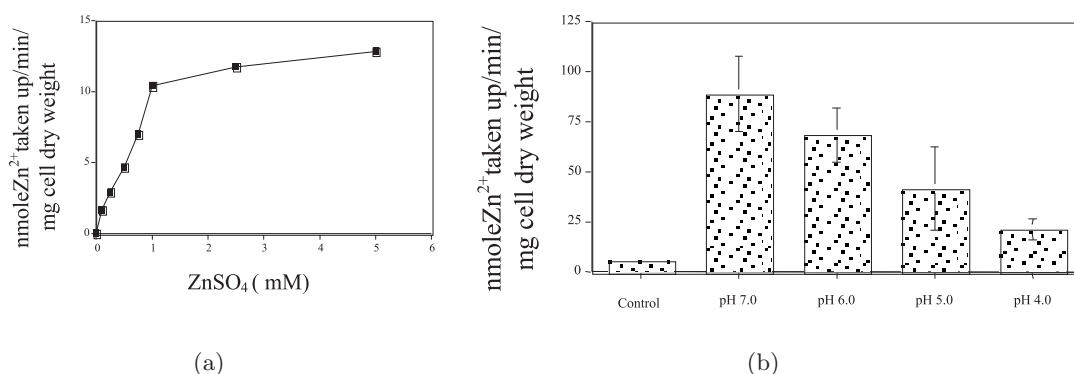 nmoleZn²⁺taken up/min/
mg cell dry weight
15
10
5
0
0 1 2 3 4 5 6
ZnSO₄ ( mM)
(a)
nmoleZn²⁺taken up/min/
mg cell dry weight
125
100
75
50
25
0
Control pH 7.0 pH 6.0 pH 5.0 pH 4.0
(b)